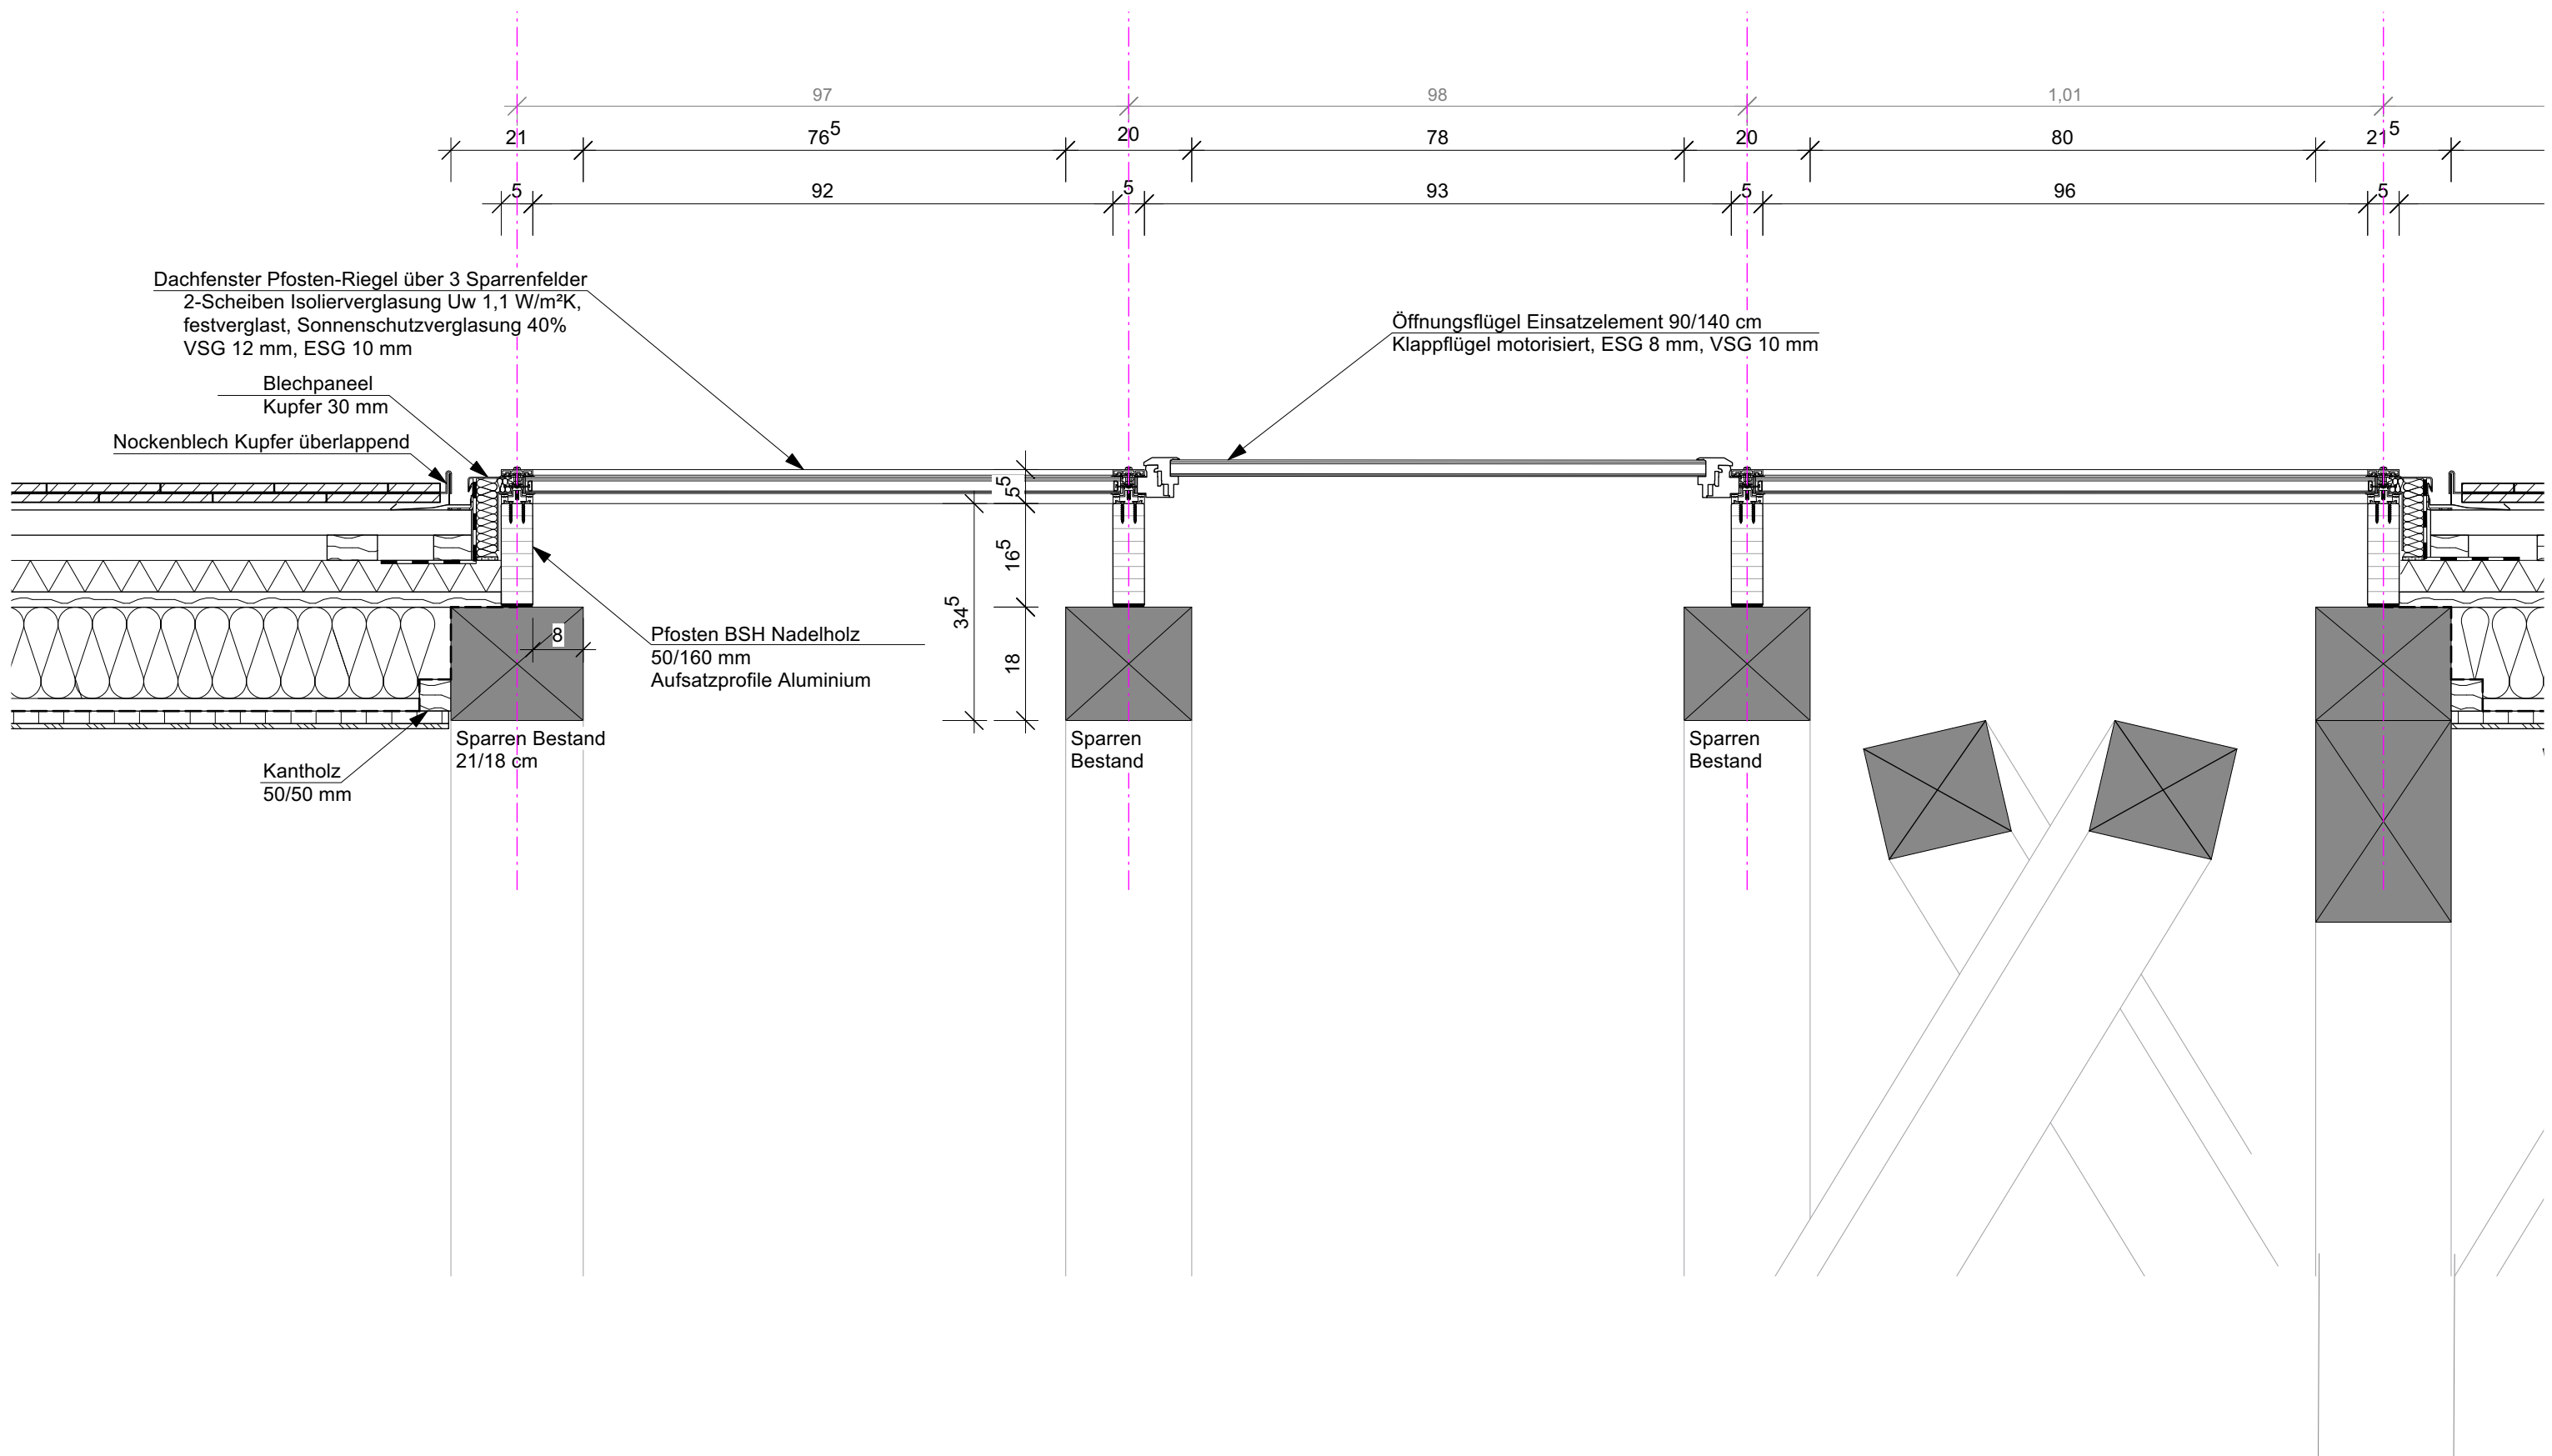 97 98 1,01
21 76⁵ 20 78 20 80 21⁵
5 92 5 93 5 96 5
Dachfenster Pfosten-Riegel über 3 Sparrenfelder
2-Scheiben Isolierverglasung Uw 1,1 W/m²K,
festverglast, Sonnenschutzverglasung 40%
VSG 12 mm, ESG 10 mm
Öffnungsflügel Einsatzelement 90/140 cm
Klappflügel motorisiert, ESG 8 mm, VSG 10 mm
Blechpaneel
Kupfer 30 mm
Nockenblech Kupfer überlappend
5⁵
16⁵
34⁵
18
8
Pfosten BSH Nadelholz
50/160 mm
Aufsatzprofile Aluminium
Sparren Bestand
21/18 cm
Sparren
Bestand
Sparren
Bestand
Kantholz
50/50 mm